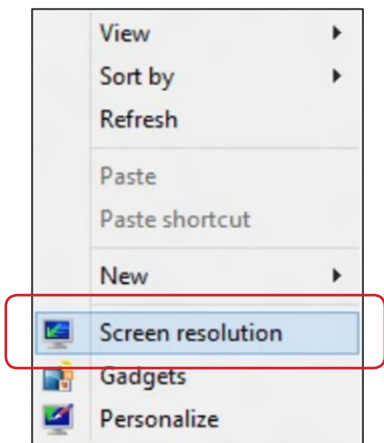 View
Sort by
Refresh
Paste
Paste shortcut
New
Screen resolution
Gadgets
Personalize